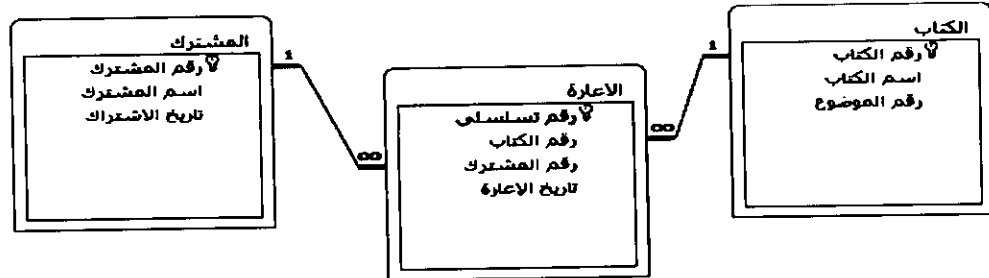 الكتاب
رقم الكتاب
اسم الكتاب
رقم الموضوع
1
∞
الاعارة
رقم تسلسلي
رقم الكتاب
رقم المشترك
تاريخ الاعارة
∞
1
المشترك
رقم المشترك
اسم المشترك
تاريخ الاشتراك